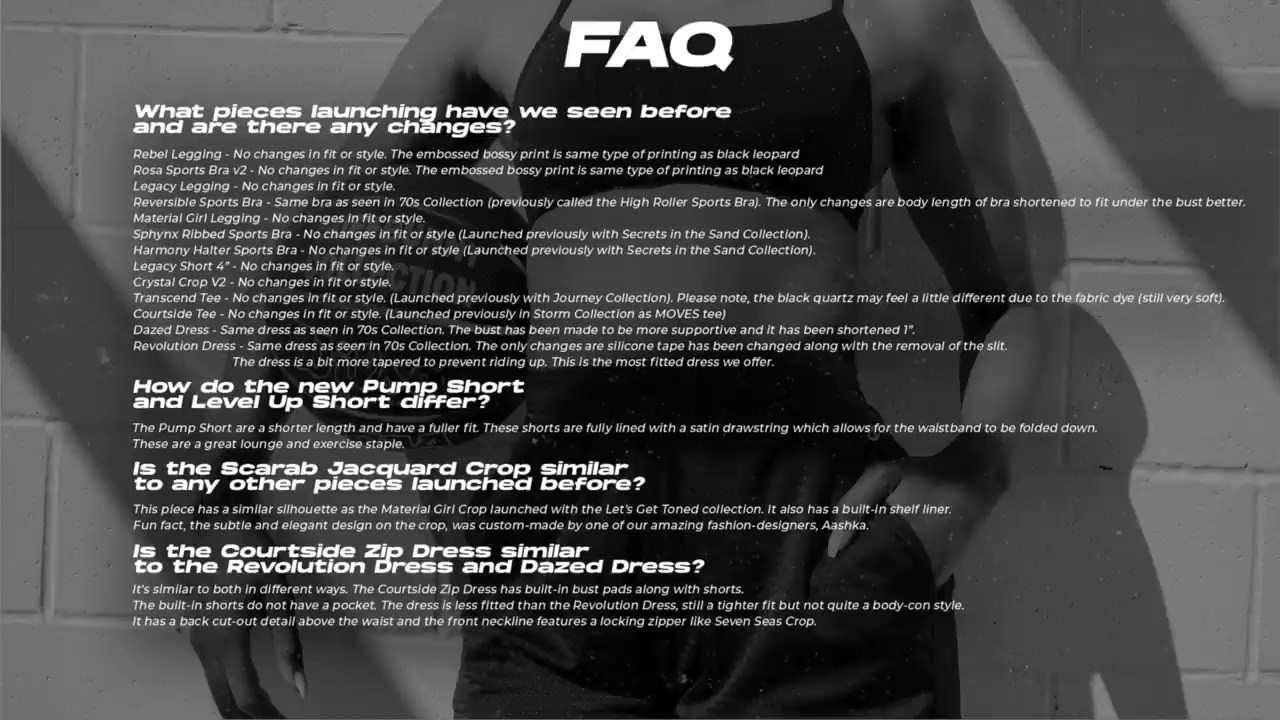 FAQ
What pieces launching have we seen before
and are there any changes?
Rebel Legging - No changes in fit or style. The embossed bossy print is same type of printing as black leopard
Rosa Sports Bra v2 - No changes in fit or style. The embossed bossy print is same type of printing as black leopard
Legacy Legging - No changes in fit or style.
Reversible Sports Bra - Same bra as seen in 70s Collection (previously called the High Roller Sports Bra). The only changes are body length of bra shortened to fit under the bust better.
Material Girl Legging - No changes in fit or style.
Sphynx Ribbed Sports Bra - No changes in fit or style (Launched previously with Secrets in the Sand Collection).
Harmony Halter Sports Bra - No changes in fit or style (Launched previously with Secrets in the Sand Collection).
Legacy Short 4" - No changes in fit or style.
Crystal Crop V2 - No changes in fit or style.
Transcend Tee - No changes in fit or style. (Launched previously with Journey Collection). Please note, the black quartz may feel a little different due to the fabric dye (still very soft).
Courtside Tee - No changes in fit or style. (Launched previously in Storm Collection as MOVES tee)
Dazed Dress - Same dress as seen in 70s Collection. The bust has been made to be more supportive and it has been shortened 1".
Revolution Dress - Same dress as seen in 70s Collection. The only changes are silicone tape has been changed along with the removal of the slit.
The dress is a bit more tapered to prevent riding up. This is the most fitted dress we offer.
How do the new Pump Short
and Level Up Short differ?
The Pump Short are a shorter length and have a fuller fit. These shorts are fully lined with a satin drawstring which allows for the waistband to be folded down.
These are a great lounge and exercise staple.
Is the Scarab Jacquard Crop similar
to any other pieces launched before?
This piece has a similar silhouette as the Material Girl Crop launched with the Let's Get Toned collection. It also has a built-in shelf liner.
Fun fact, the subtle and elegant design on the crop, was custom-made by one of our amazing fashion-designers, Aashka.
Is the Courtside Zip Dress similar
to the Revolution Dress and Dazed Dress?
It's similar to both in different ways. The Courtside Zip Dress has built-in bust pads along with shorts.
The built-in shorts do not have a pocket. The dress is less fitted than the Revolution Dress, still a tighter fit but not quite a body-con style.
It has a back cut-out detail above the waist and the front neckline features a locking zipper like Seven Seas Crop.